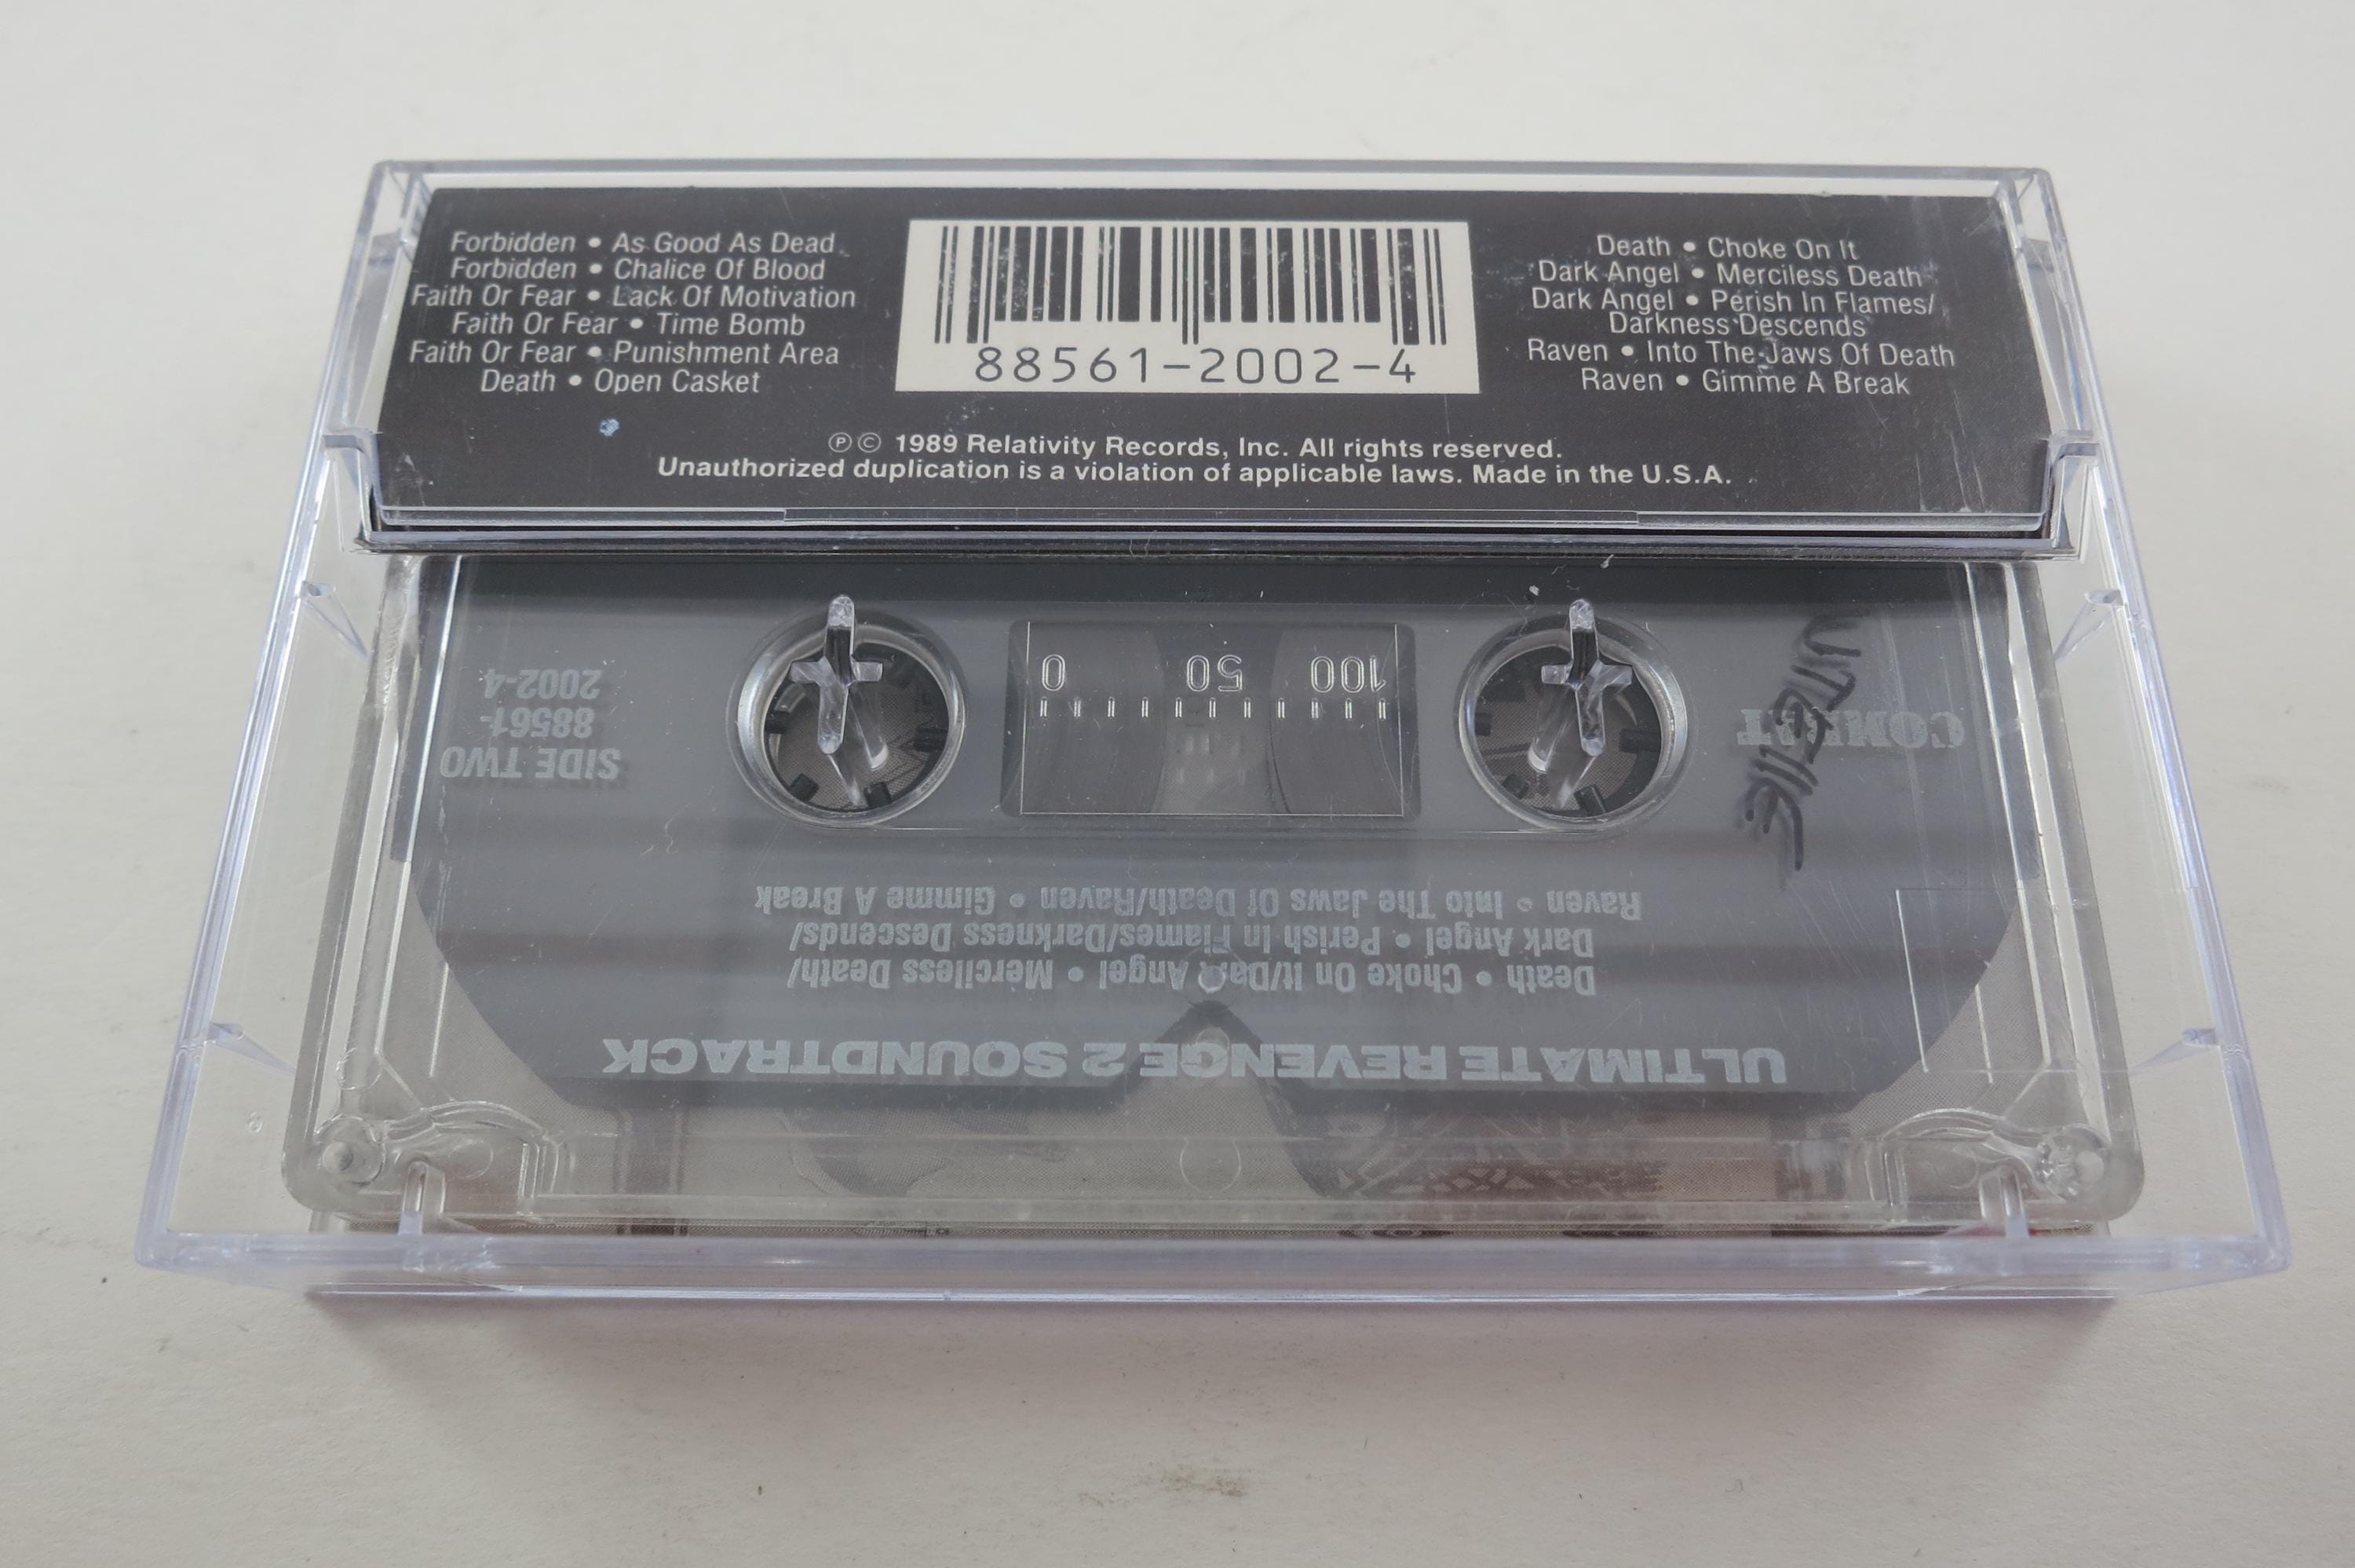 Forbidden • As Good As Dead
Forbidden • Chalice Of Blood
Faith Or Fear • Lack Of Motivation
Faith Or Fear • Time Bomb
Faith Or Fear • Punishment Area
Death • Open Casket
88561-2002-4
Death • Choke On It
Dark Angel • Merciless Death
Dark Angel • Perish In Flames/
Darkness Descends
Raven • Into The Jaws Of Death
Raven • Gimme A Break
ⓅⒸ 1989 Relativity Records, Inc. All rights reserved.
Unauthorized duplication is a violation of applicable laws. Made in the U.S.A.
ULTIMATE REVENGE 2 SOUNDTRACK
Death • Choke On It/Dark Angel • Merciless Death/
Dark Angel • Perish In Flames/Darkness Descends/
Raven • Into The Jaws Of Death/Raven • Gimme A Break
COMBAT
SIDE TWO
88561-
2002-4
100 50 0